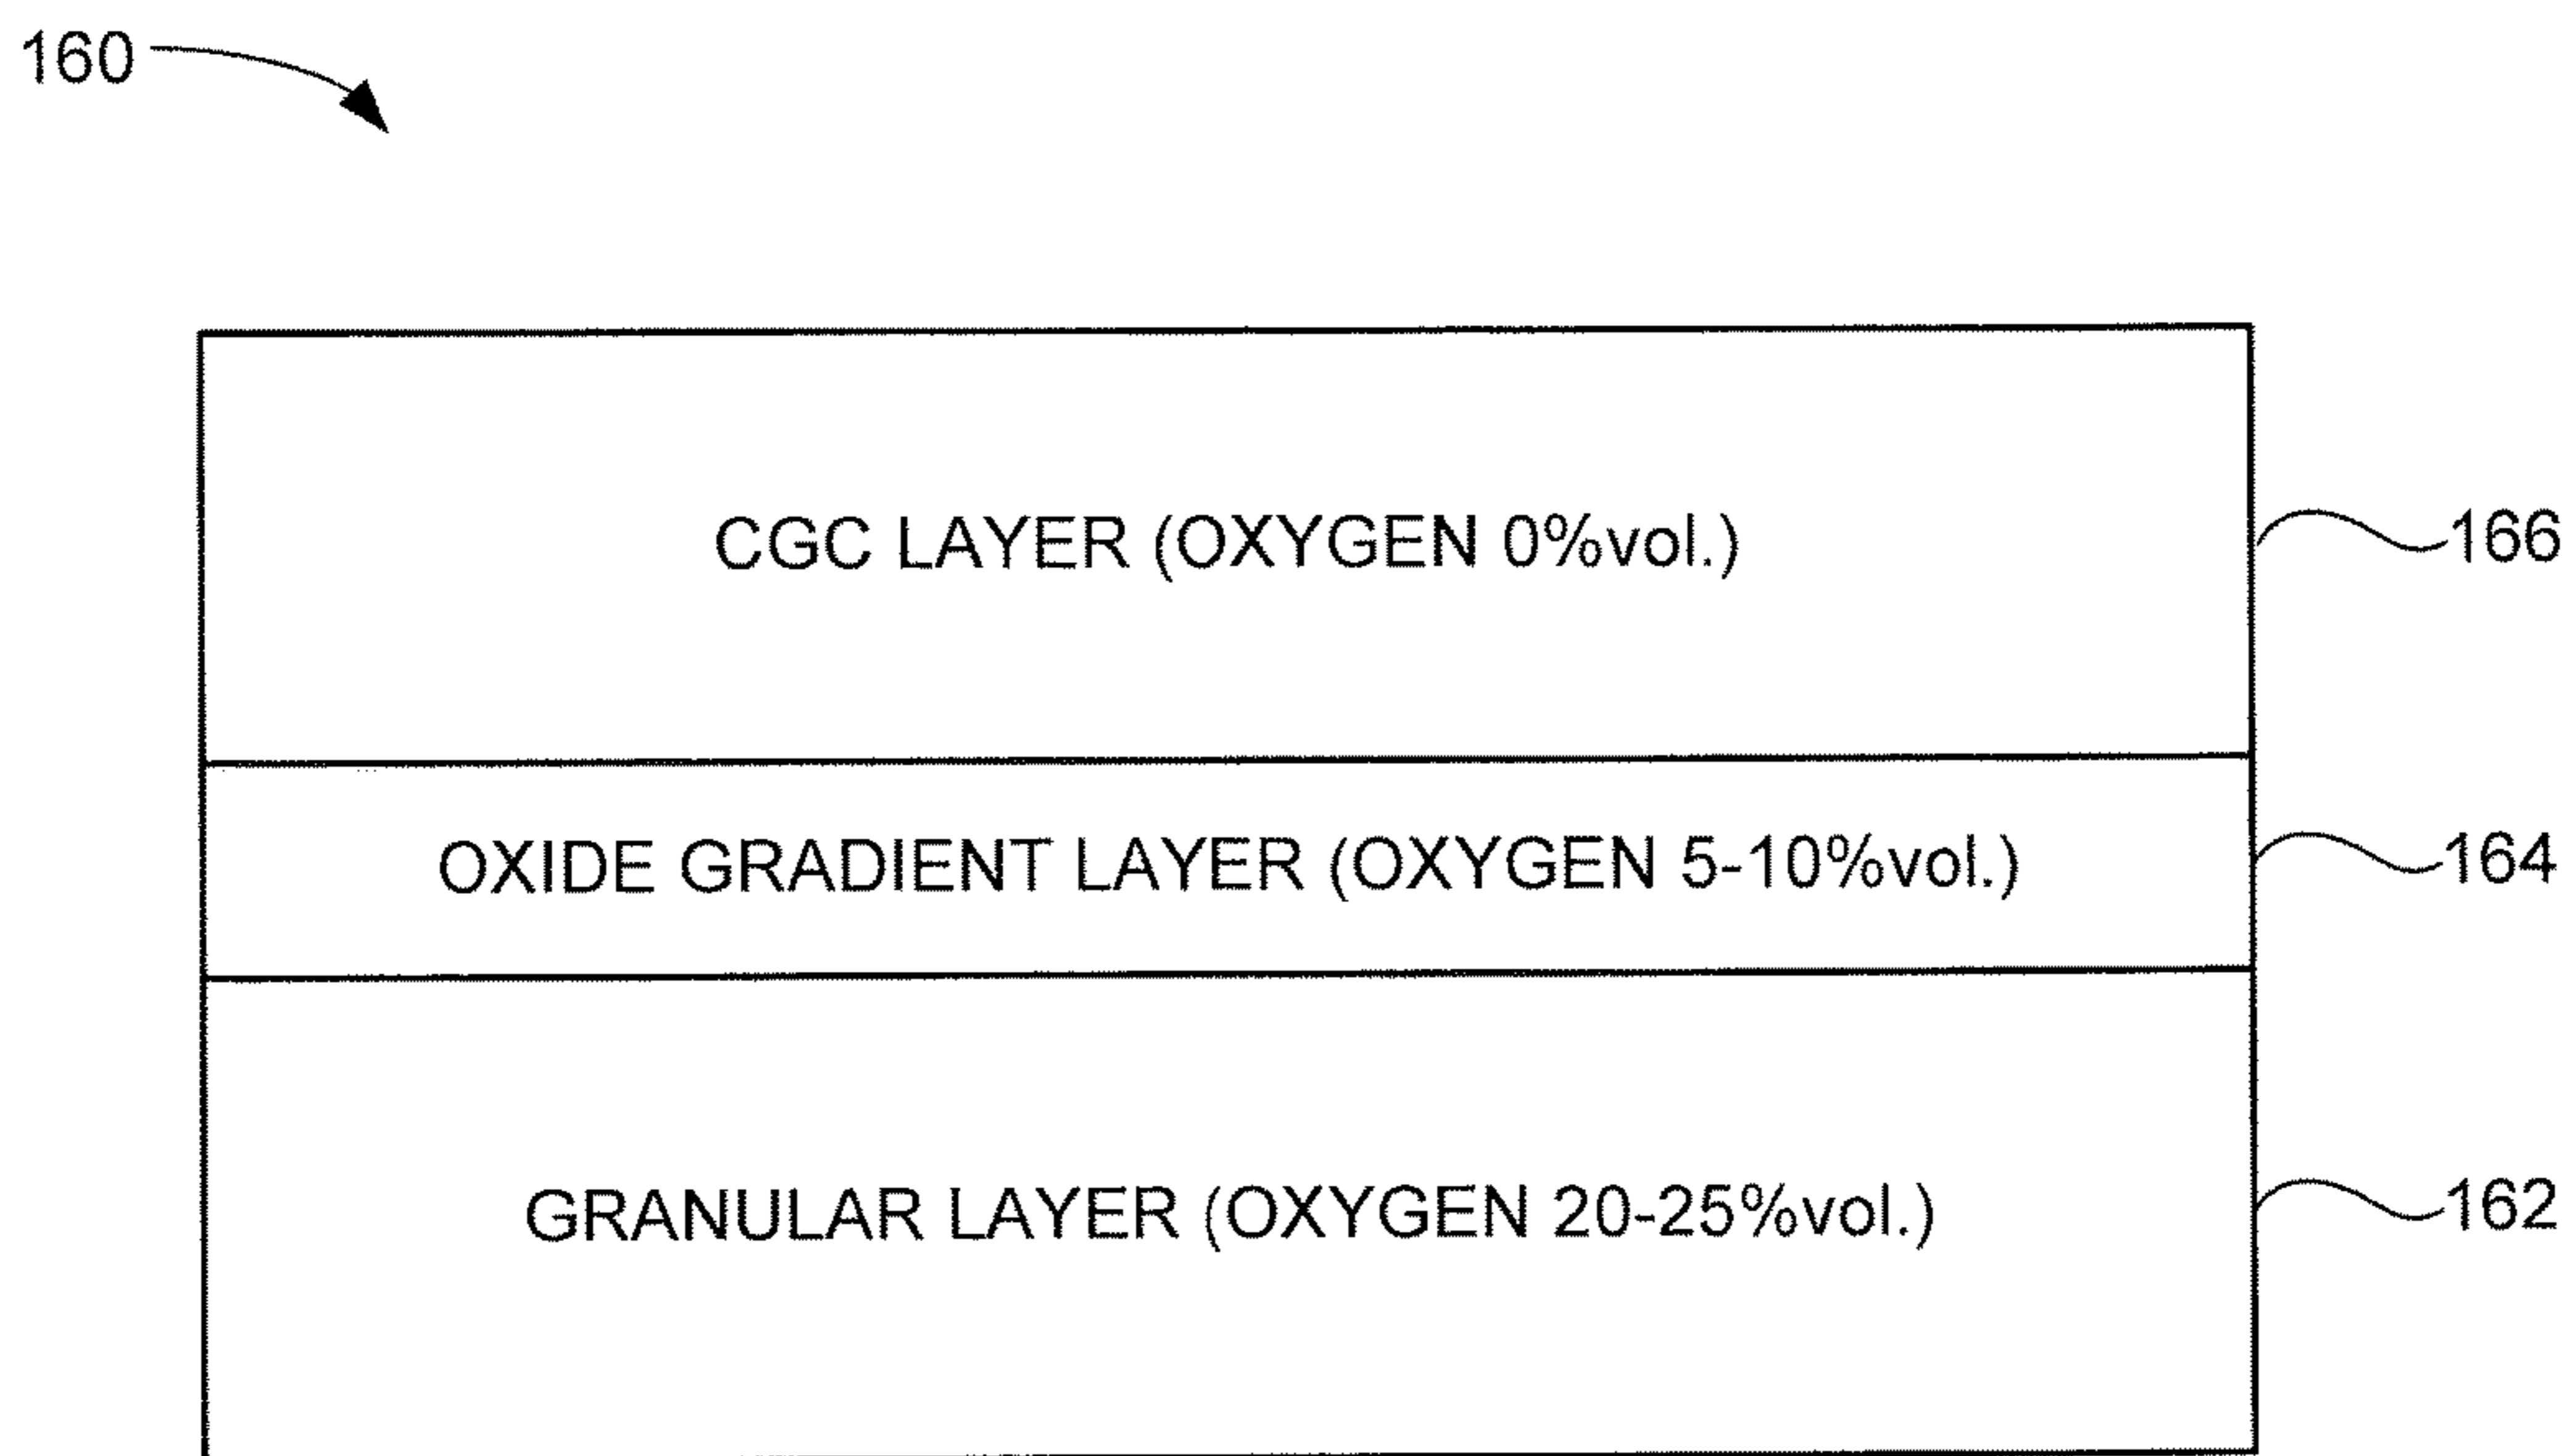 160
CGC LAYER (OXYGEN 0%vol.)
166
OXIDE GRADIENT LAYER (OXYGEN 5-10%vol.)
164
GRANULAR LAYER (OXYGEN 20-25%vol.)
162